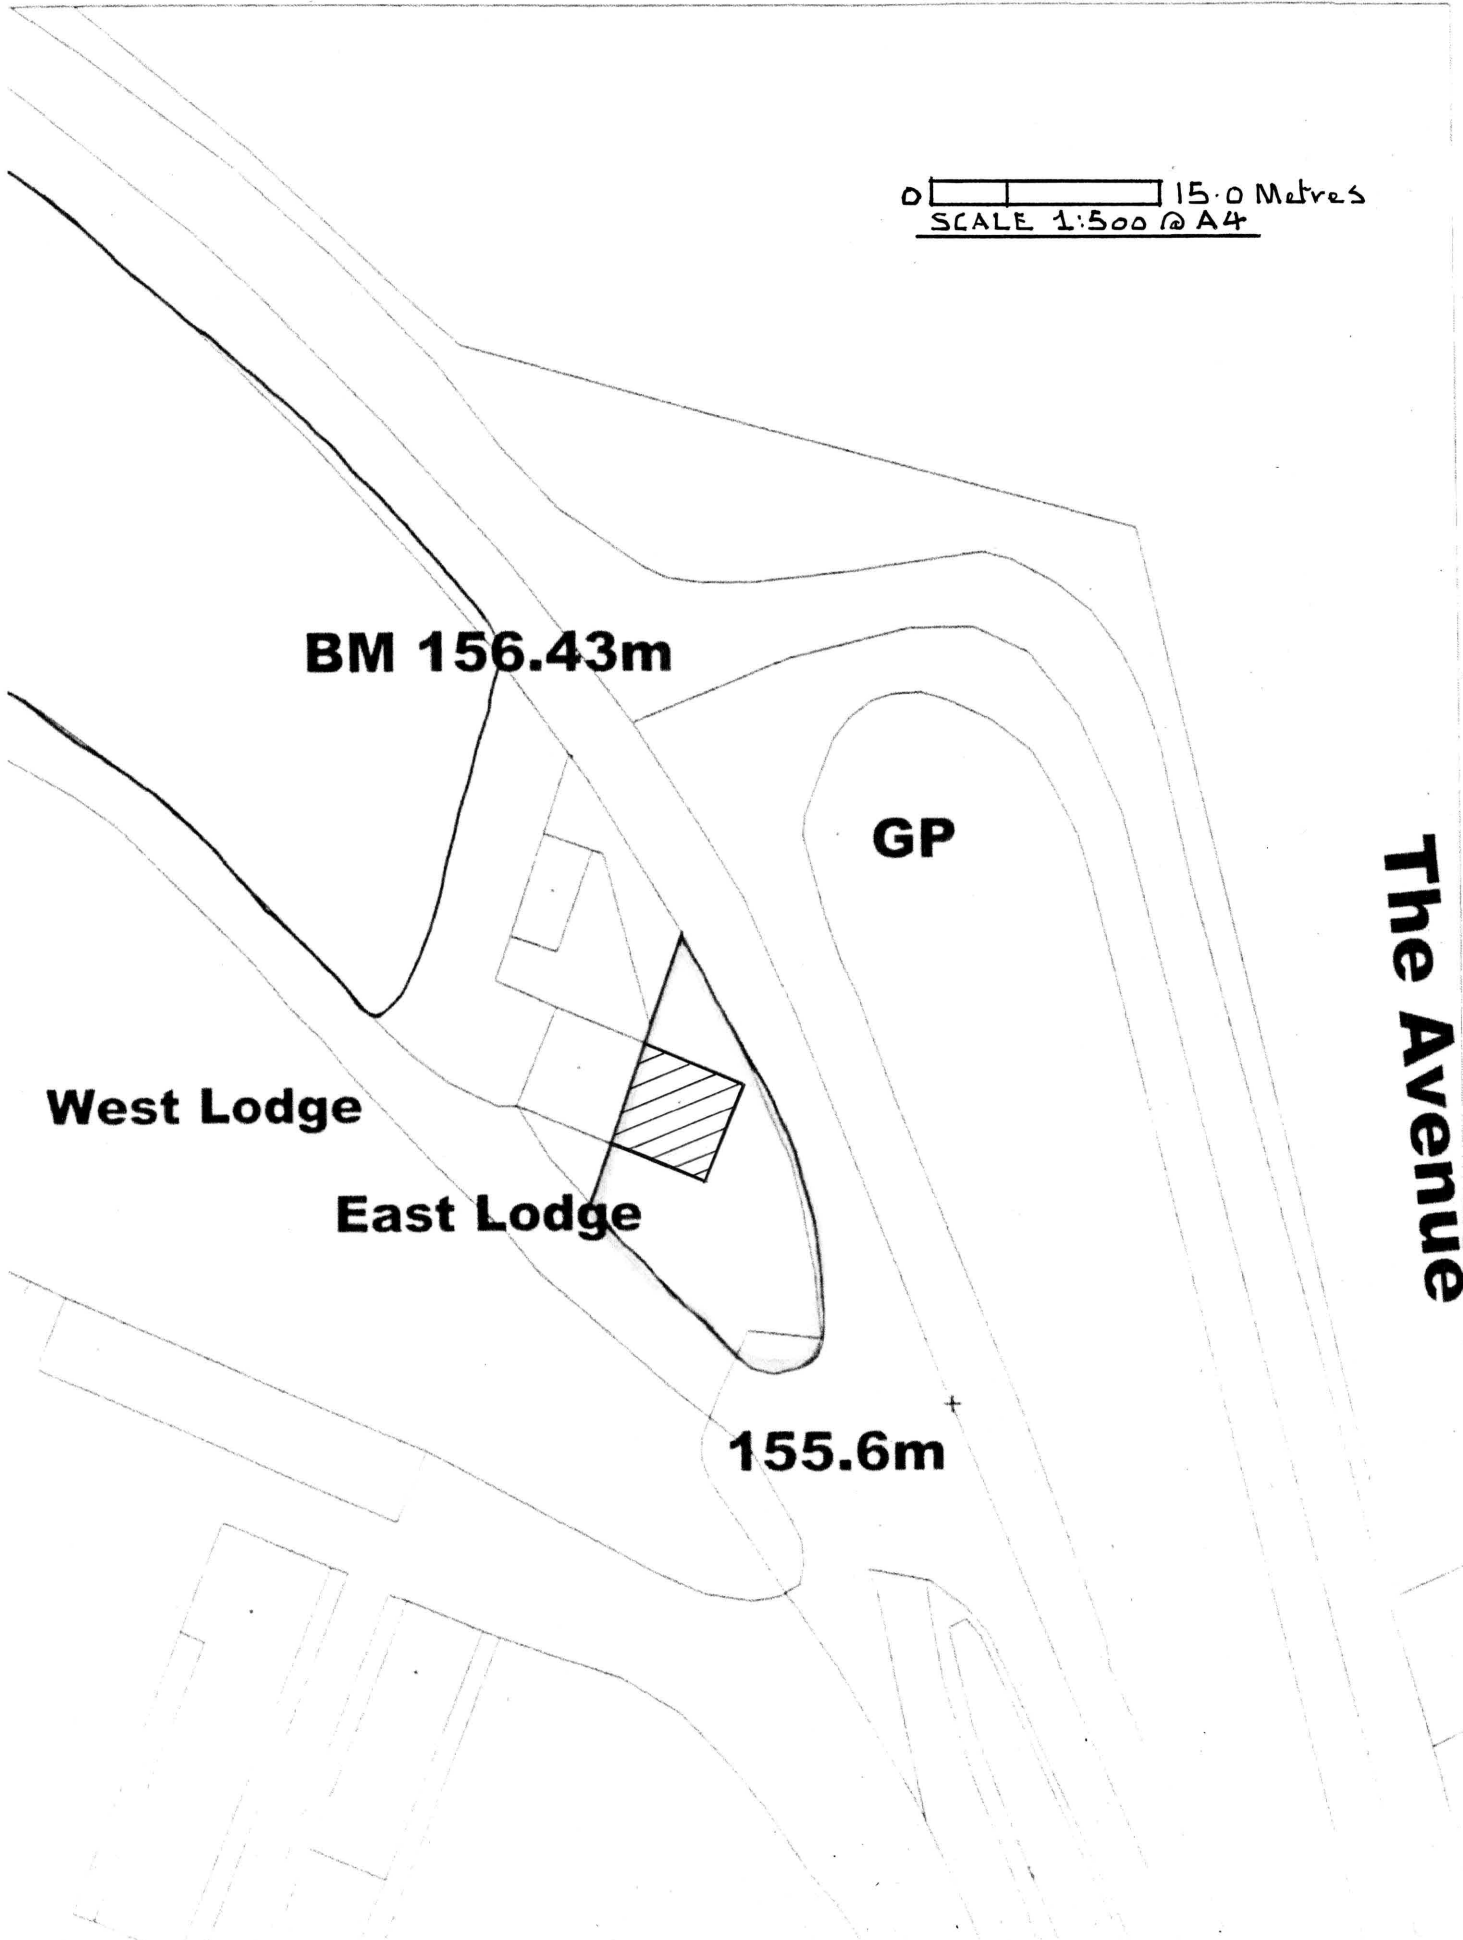 0 15.0 Metres
SCALE 1:500 @ A4
BM 156.43m
GP
The Avenue
West Lodge
East Lodge
155.6m